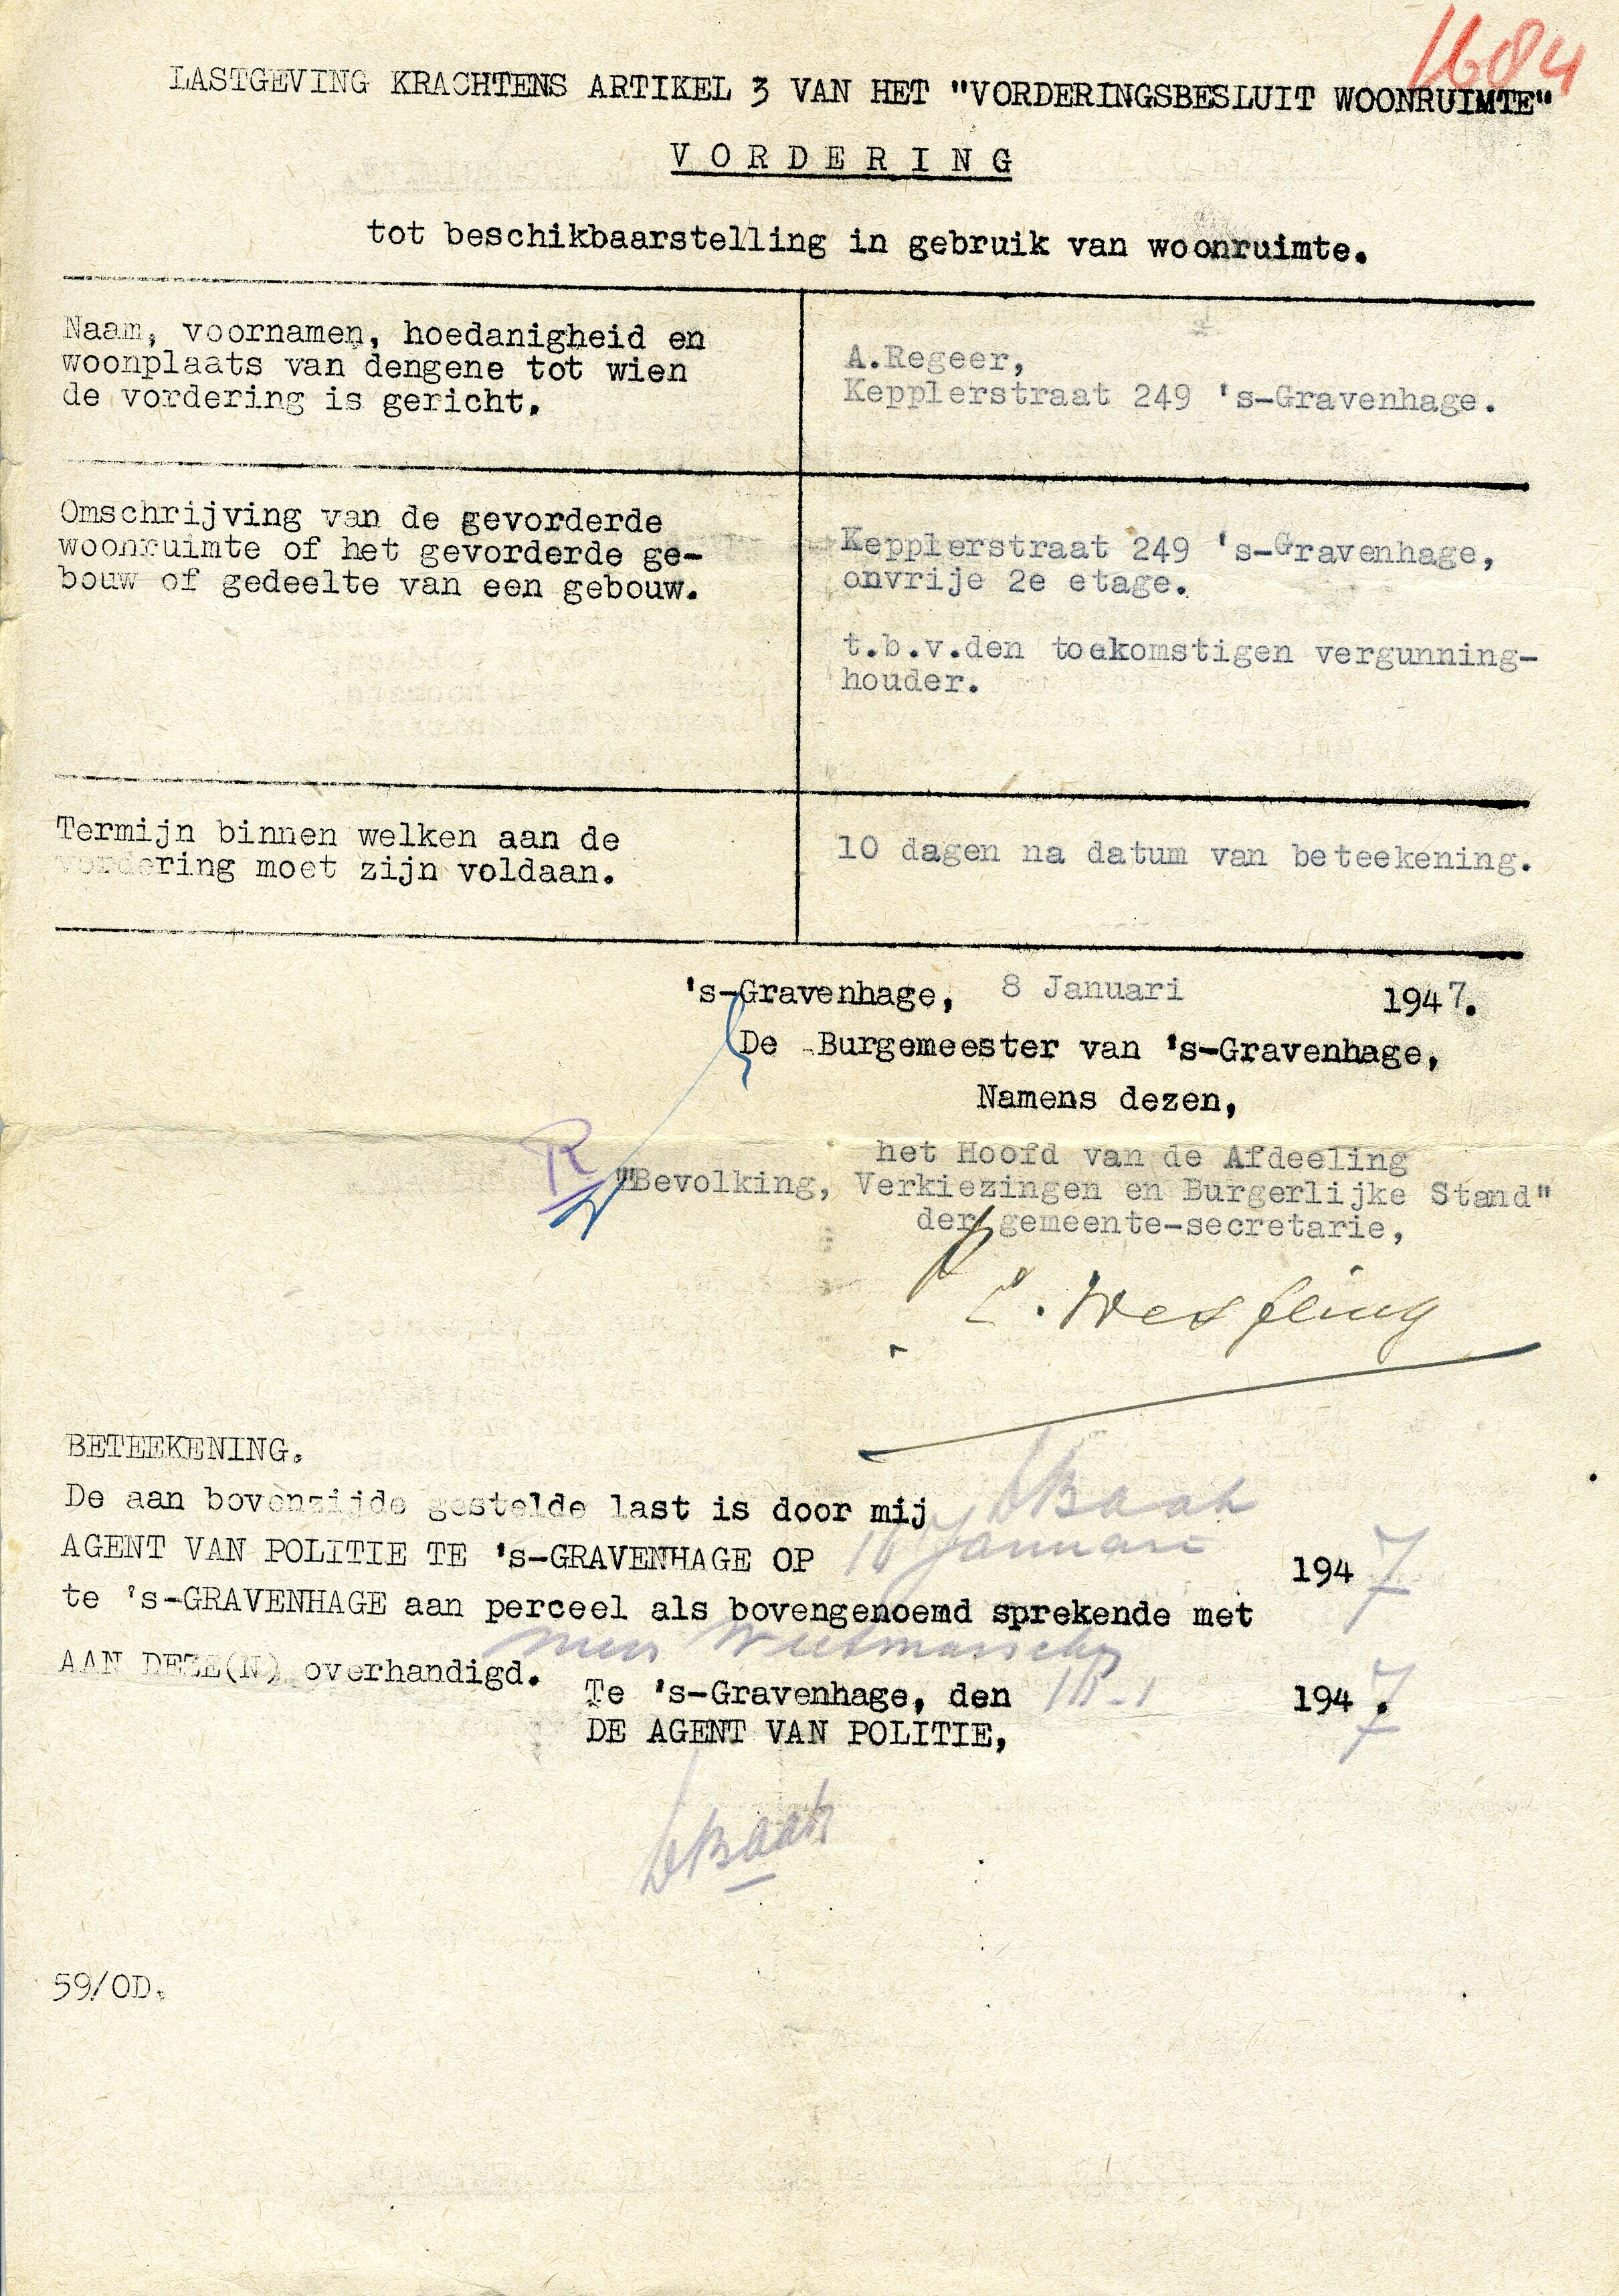 1684
LASTGEVING KRACHTENS ARTIKEL 3 VAN HET "VORDERINGSBESLUIT WOONRUIMTE"
VORDERING
tot beschikbaarstelling in gebruik van woonruimte.
Naam, voornamen, hoedanigheid en
woonplaats van dengene tot wien
de vordering is gericht.
A.Regeer,
Kepplerstraat 249 's-Gravenhage.
Omschrijving van de gevorderde
woonruimte of het gevorderde ge-
bouw of gedeelte van een gebouw.
Kepplerstraat 249 's-Gravenhage,
onvrije 2e etage.
t.b.v.den toekomstigen vergunning-
houder.
Termijn binnen welken aan de
vordering moet zijn voldaan.
10 dagen na datum van beteekening.
's-Gravenhage, 8 Januari 1947.
De Burgemeester van 's-Gravenhage,
Namens dezen,
het Hoofd van de Afdeeling
"Bevolking, Verkiezingen en Burgerlijke Stand"
der gemeente-secretarie,
BETEEKENING.
De aan bovenzijde gestelde last is door mij
AGENT VAN POLITIE TE 's-GRAVENHAGE OP 16 Januari 1947
te 's-GRAVENHAGE aan perceel als bovengenoemd sprekende met
AAN DEZE(N) overhandigd.
Te 's-Gravenhage, den 16-1 1947.
DE AGENT VAN POLITIE,
59/OD.